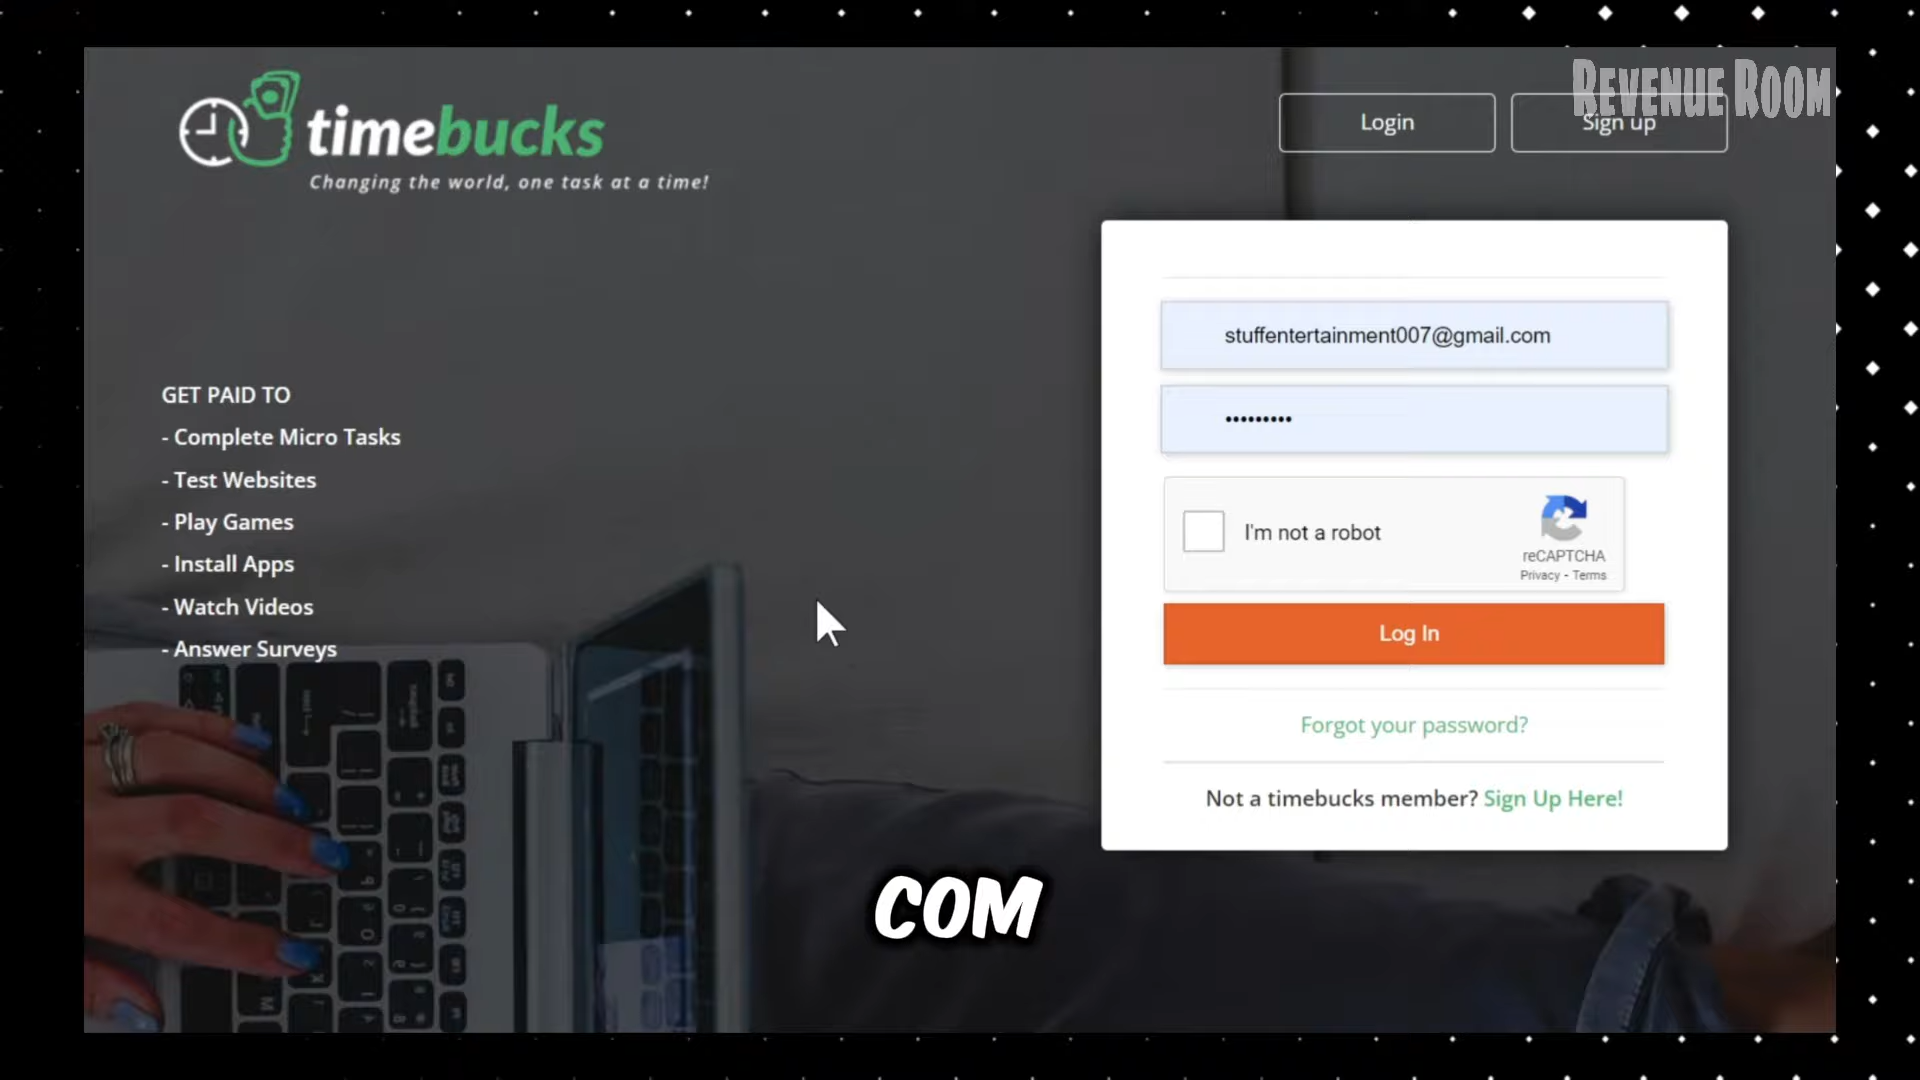 REVENUE ROOM
timebucks
Changing the world, one task at a time!
Login
Sign up
stuffentertainment007@gmail.com
•••••••••
I'm not a robot
reCAPTCHA
Privacy - Terms
Log In
Forgot your password?
Not a timebucks member? Sign Up Here!
GET PAID TO
- Complete Micro Tasks
- Test Websites
- Play Games
- Install Apps
- Watch Videos
- Answer Surveys
COM